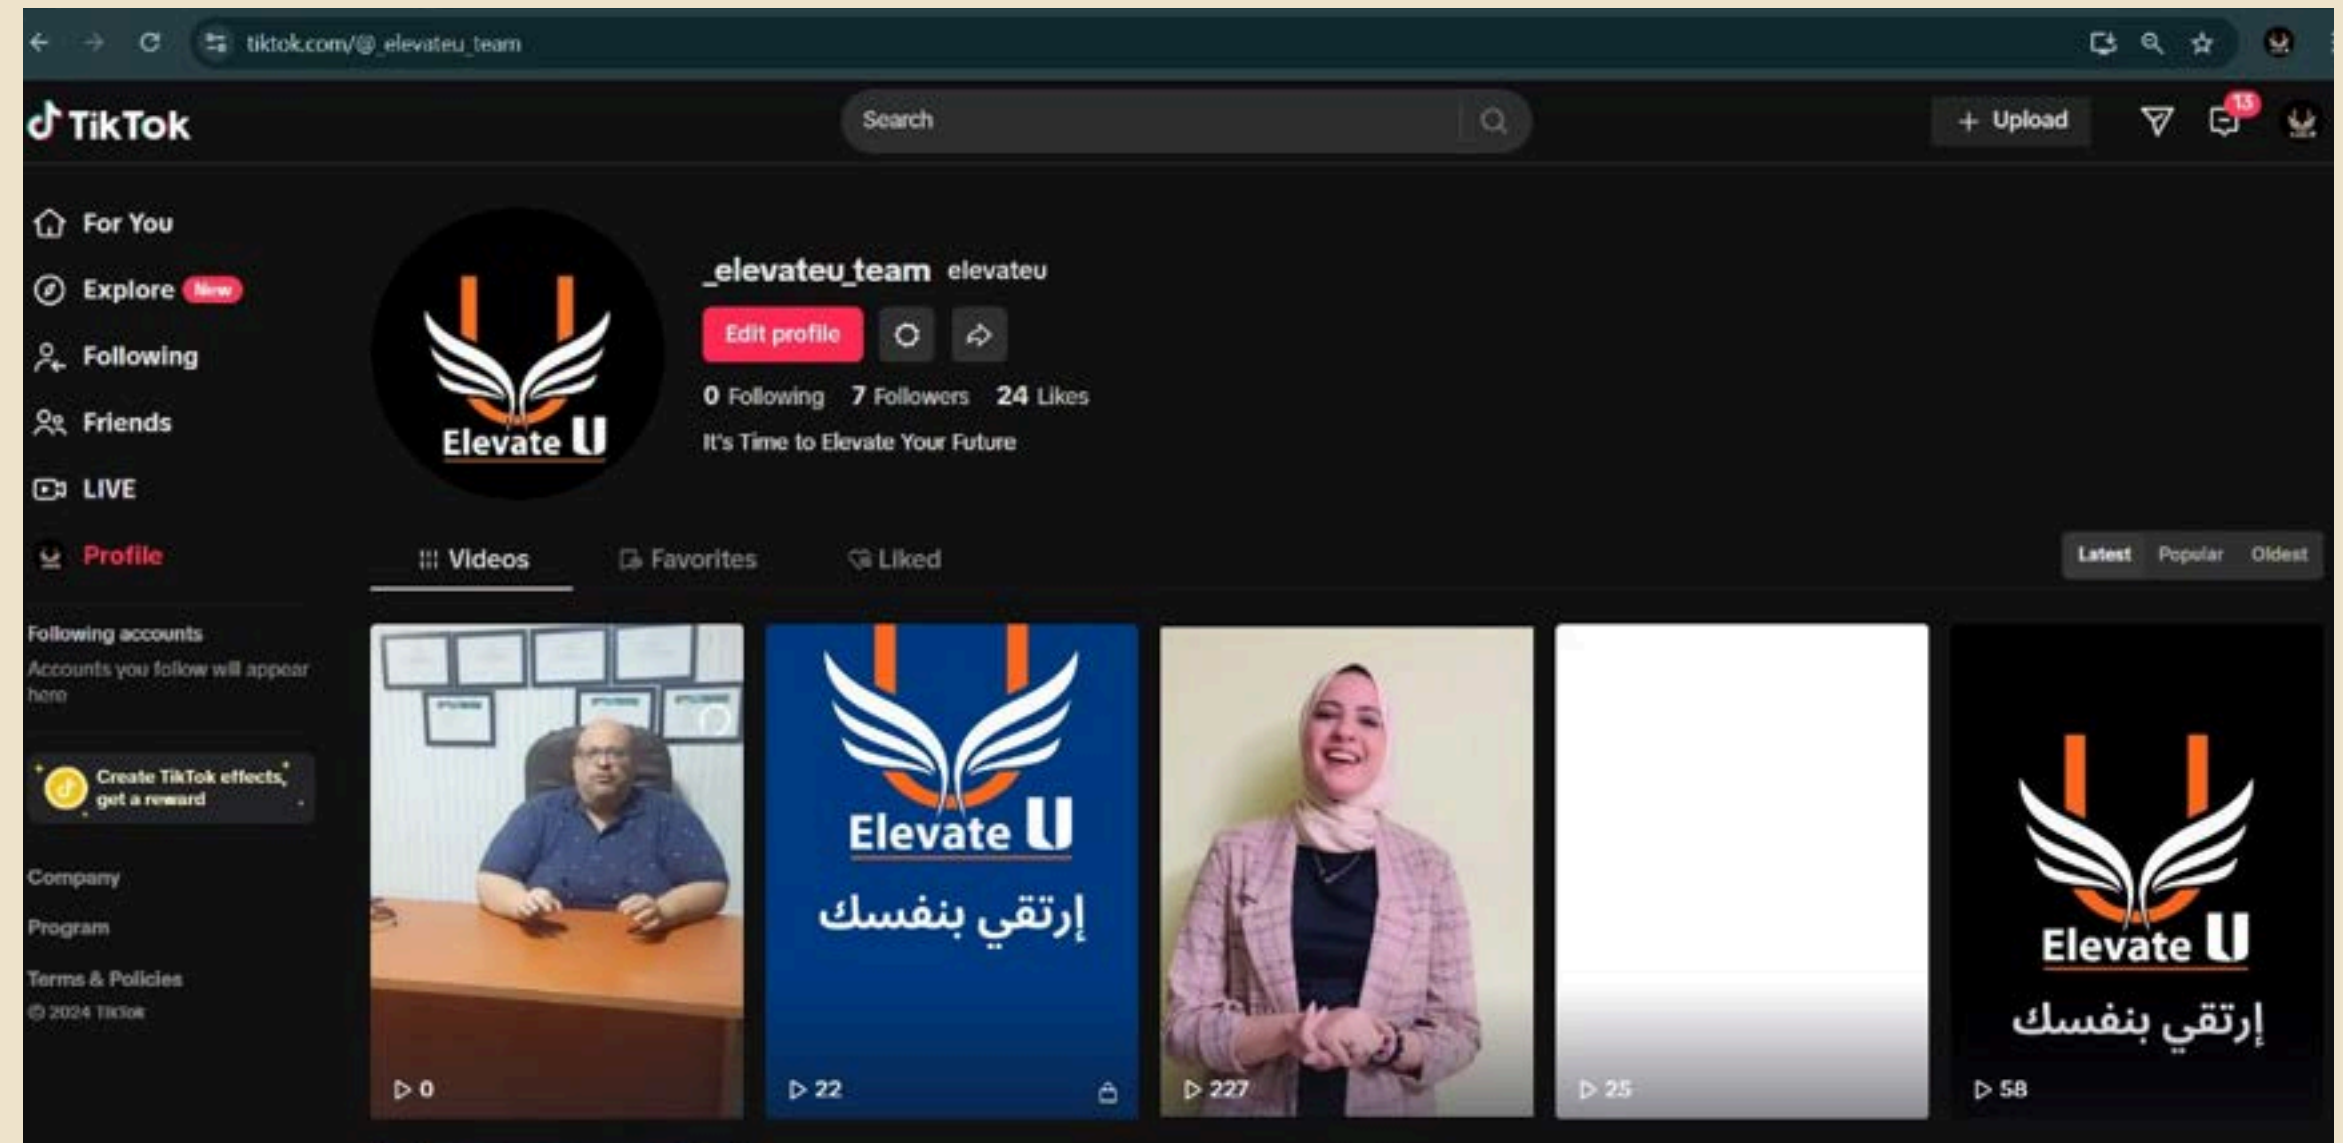 tiktok.com/@_elevateu_team
TikTok
Search
+ Upload
13
For You
Explore New
Following
Friends
LIVE
Profile
Following accounts
Accounts you follow will appear
here
Create TikTok effects,
get a reward
Company
Program
Terms & Policies
© 2024 TikTok
Elevate U
_elevateu_team elevateu
Edit profile
0 Following 7 Followers 24 Likes
It's Time to Elevate Your Future
Videos Favorites Liked
Latest Popular Oldest
0
Elevate U
إرتقي بنفسك
22
227
25
Elevate U
إرتقي بنفسك
58